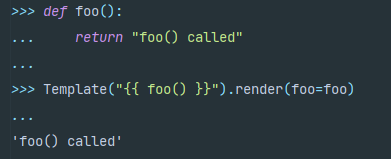 >>> def foo():
...     return "foo() called"
...
>>> Template("{{ foo() }}").render(foo=foo)
...
'foo() called'